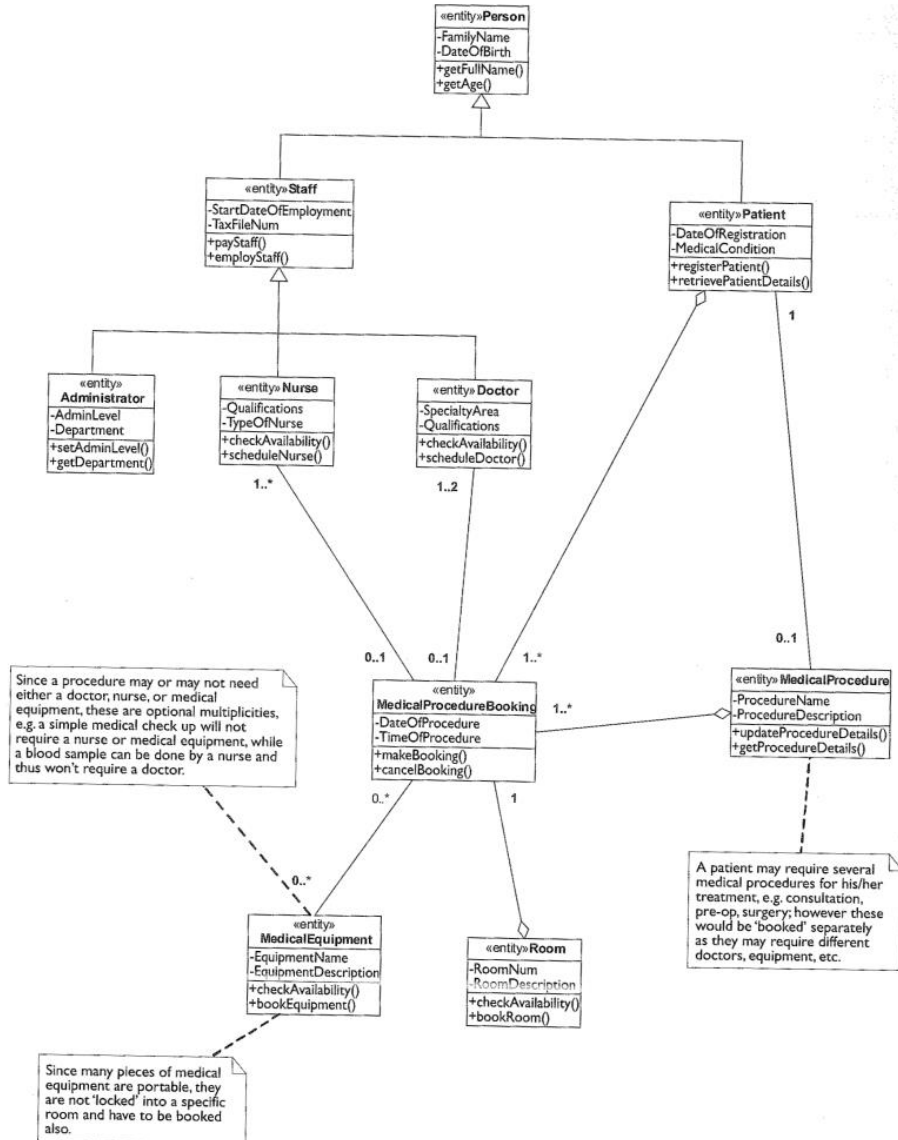 «entity»Person
-FamilyName
-DateOfBirth
+getFullName()
+getAge()
«entity»Staff
-StartDateOfEmployment
-TaxFileNum
+payStaff()
+employStaff()
«entity»Patient
-DateOfRegistration
-MedicalCondition
+registerPatient()
+retrievePatientDetails()
1
«entity»
Administrator
-AdminLevel
-Department
+setAdminLevel()
+getDepartment()
«entity»Nurse
-Qualifications
-TypeOfNurse
+checkAvailability()
+scheduleNurse()
1..*
«entity»Doctor
-SpecialtyArea
-Qualifications
+checkAvailability()
+scheduleDoctor()
1..2
0..1
0..1
1..*
0..1
Since a procedure may or may not need
either a doctor, nurse, or medical
equipment, these are optional multiplicities,
e.g. a simple medical check up will not
require a nurse or medical equipment, while
a blood sample can be done by a nurse and
thus won't require a doctor.
«entity»
MedicalProcedureBooking
-DateOfProcedure
-TimeOfProcedure
+makeBooking()
+cancelBooking()
1..*
«entity»MedicalProcedure
-ProcedureName
-ProcedureDescription
+updateProcedureDetails()
+getProcedureDetails()
0..*
1
0..*
«entity»
MedicalEquipment
-EquipmentName
-EquipmentDescription
+checkAvailability()
+bookEquipment()
«entity»Room
-RoomNum
-RoomDescription
+checkAvailability()
+bookRoom()
A patient may require several
medical procedures for his/her
treatment, e.g. consultation,
pre-op, surgery; however these
would be 'booked' separately
as they may require different
doctors, equipment, etc.
Since many pieces of medical
equipment are portable, they
are not 'locked' into a specific
room and have to be booked
also.